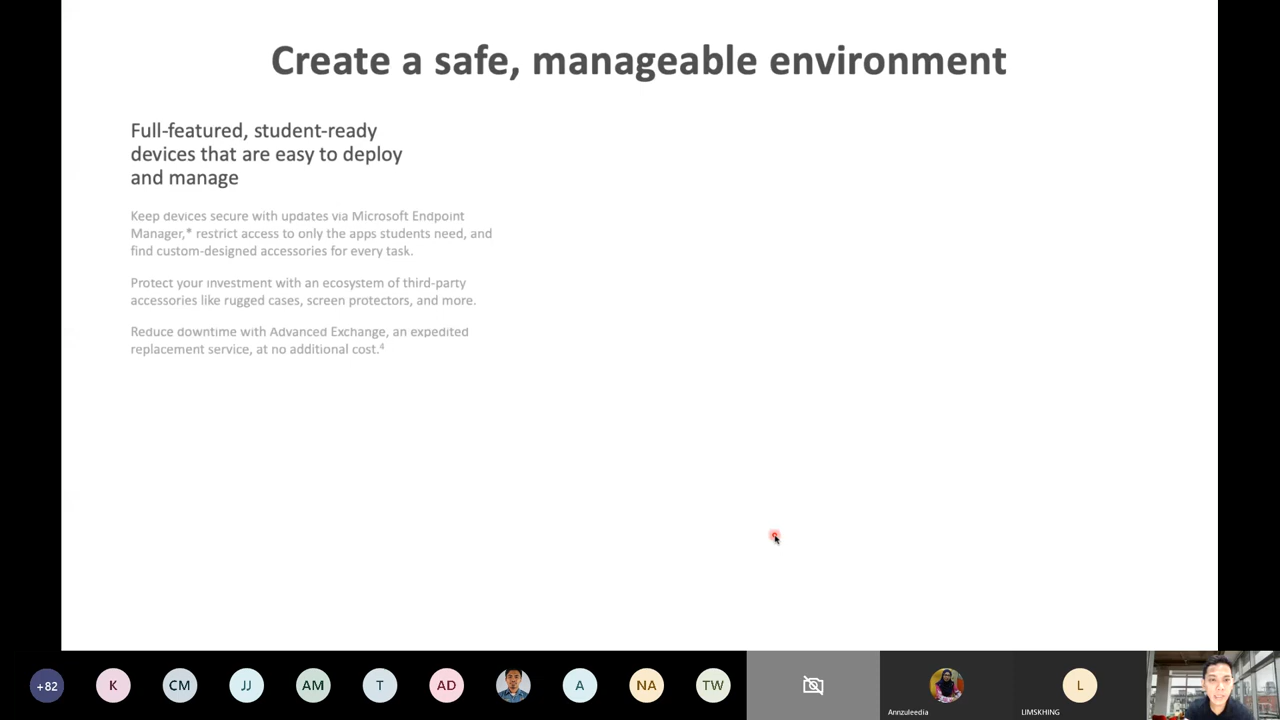 Create a safe, manageable environment
Full-featured, student-ready
devices that are easy to deploy
and manage
Keep devices secure with updates via Microsoft Endpoint
Manager,* restrict access to only the apps students need, and
find custom-designed accessories for every task.
Protect your investment with an ecosystem of third-party
accessories like rugged cases, screen protectors, and more.
Reduce downtime with Advanced Exchange, an expedited
replacement service, at no additional cost.⁴
+82
K
CM
JJ
AM
T
AD
A
NA
TW
L
Annzuleedia
LIMSKHING